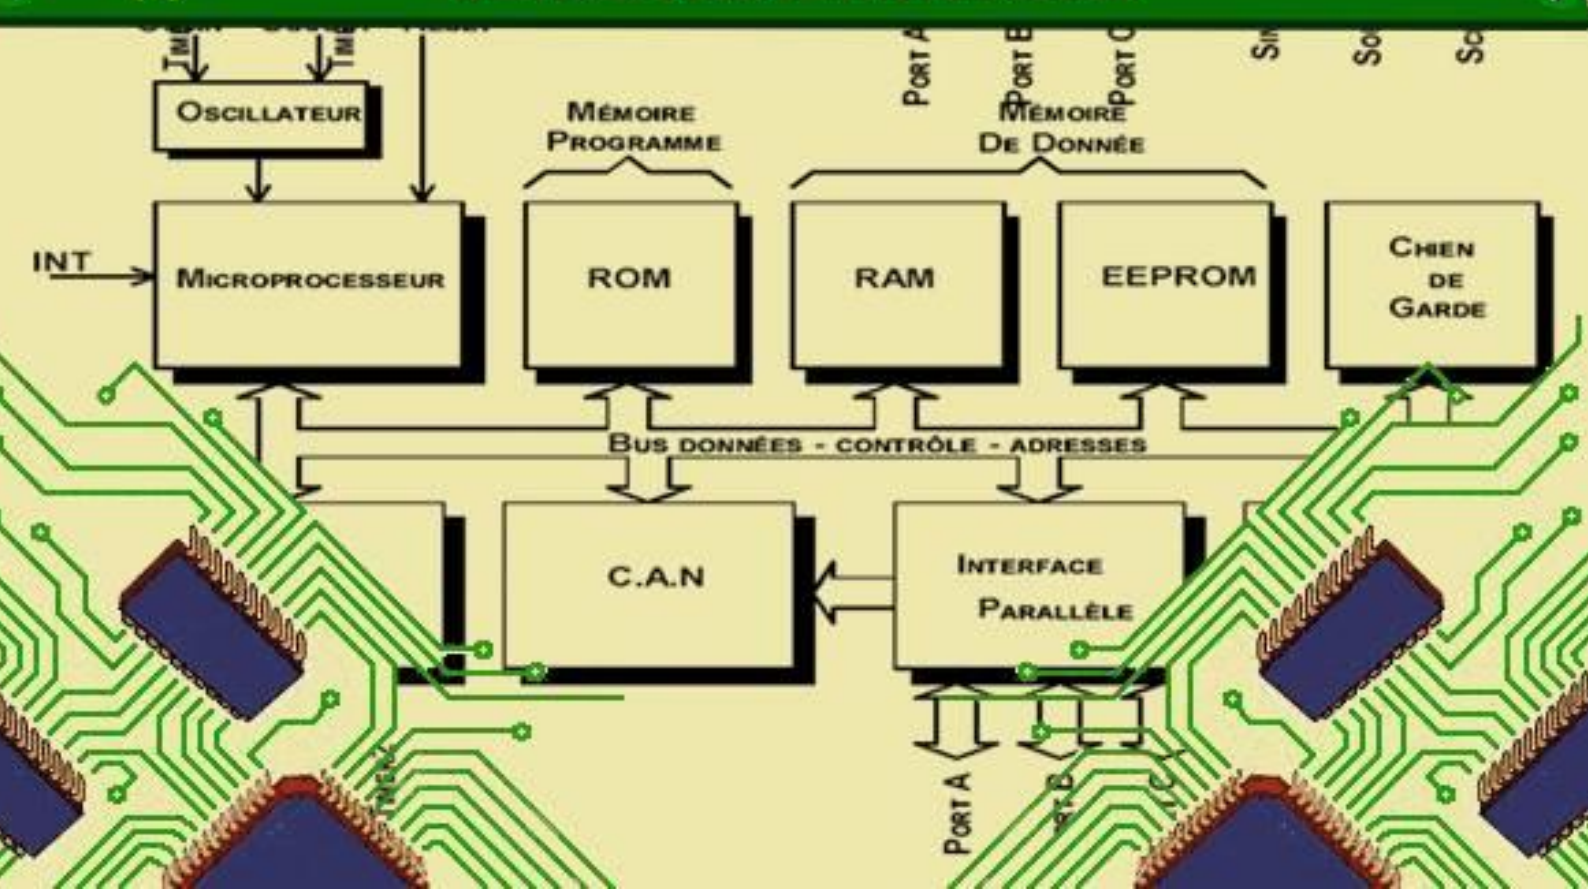 PORT A
PORT B
PORT C
OSCILLATEUR
MÉMOIRE
PROGRAMME
MÉMOIRE
DE DONNÉE
INT
MICROPROCESSEUR
ROM
RAM
EEPROM
CHIEN
DE
GARDE
BUS DONNÉES - CONTRÔLE - ADRESSES
C.A.N
INTERFACE
PARALLÈLE
PORT A